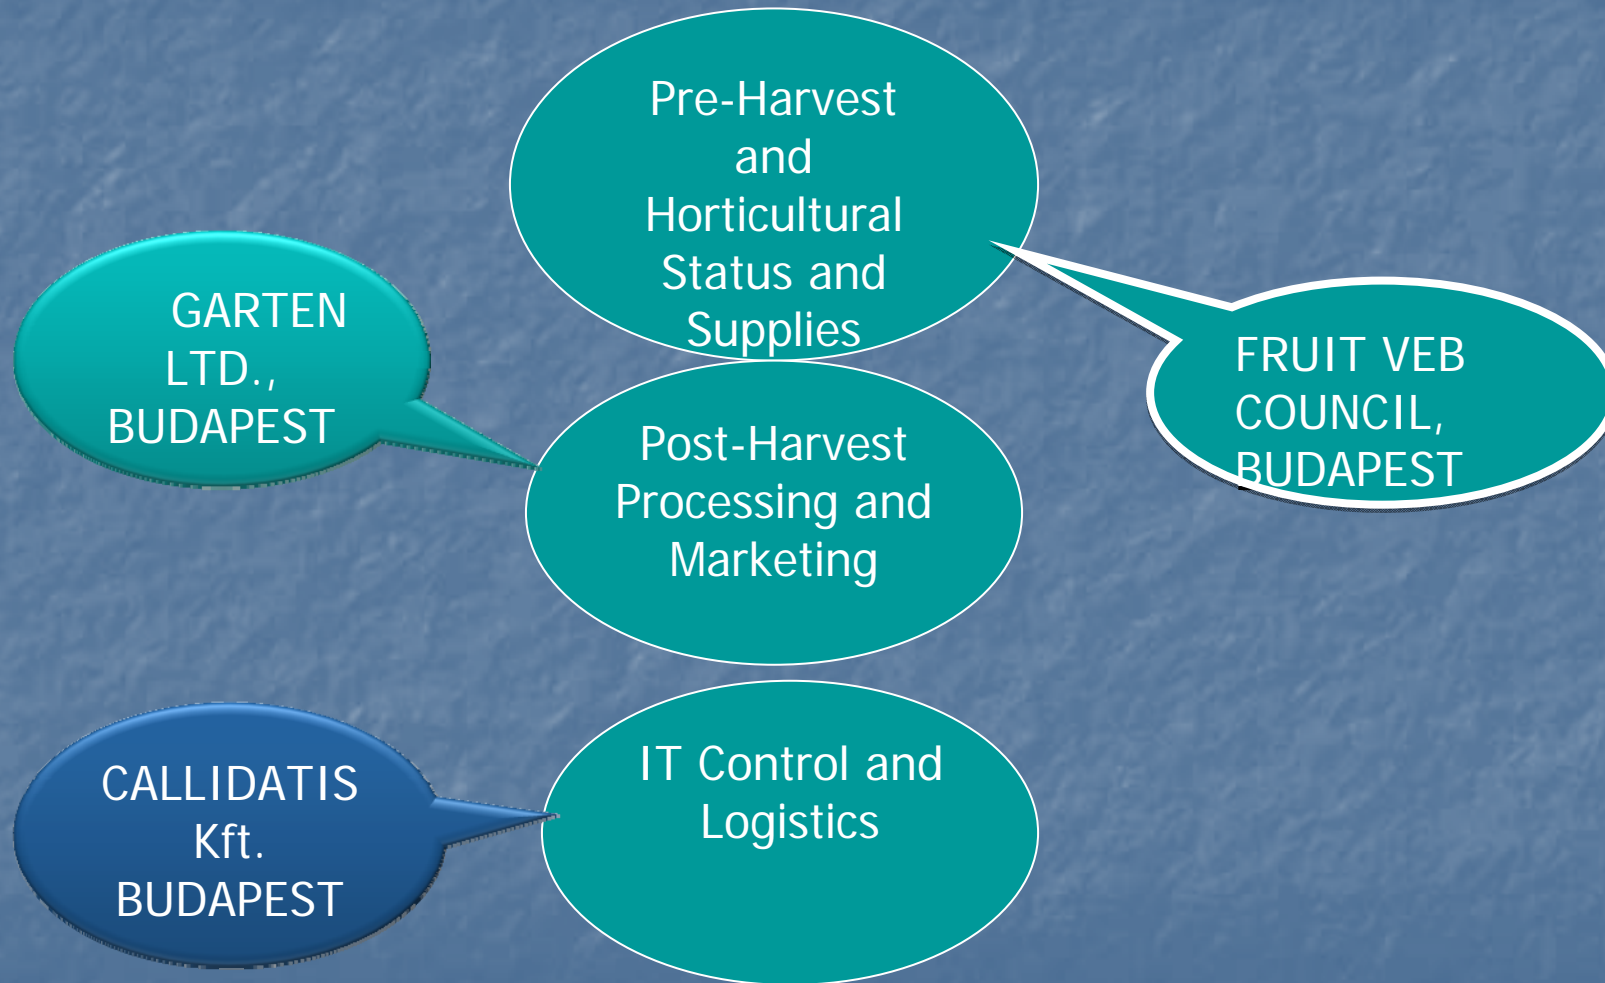 Pre-Harvest
and
Horticultural
Status and
Supplies
GARTEN
LTD.,
BUDAPEST
FRUIT VEB
COUNCIL,
BUDAPEST
Post-Harvest
Processing and
Marketing
IT Control and
Logistics
CALLIDATIS
Kft.
BUDAPEST